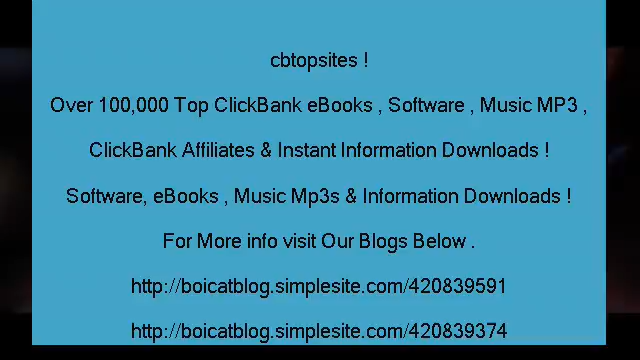 cbtopsites !
Over 100,000 Top ClickBank eBooks , Software , Music MP3 ,
ClickBank Affiliates & Instant Information Downloads !
Software, eBooks , Music Mp3s & Information Downloads !
For More info visit Our Blogs Below .
http://boicatblog.simplesite.com/420839591
http://boicatblog.simplesite.com/420839374